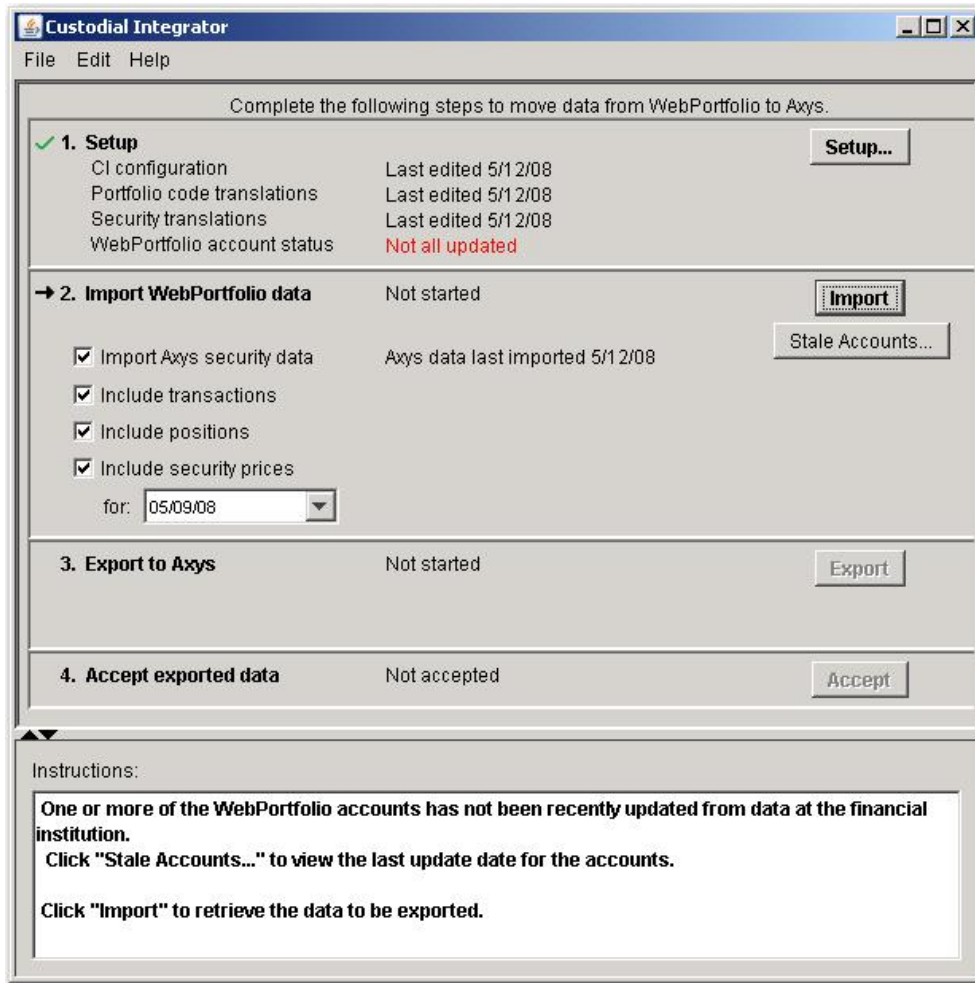 Custodial Integrator
File Edit Help
Complete the following steps to move data from WebPortfolio to Axys.
1. Setup
Setup...
CI configuration Last edited 5/12/08
Portfolio code translations Last edited 5/12/08
Security translations Last edited 5/12/08
WebPortfolio account status Not all updated
2. Import WebPortfolio data Not started Import
Stale Accounts...
Import Axys security data Axys data last imported 5/12/08
Include transactions
Include positions
Include security prices
for: 05/09/08
3. Export to Axys Not started Export
4. Accept exported data Not accepted Accept
Instructions:
One or more of the WebPortfolio accounts has not been recently updated from data at the financial
institution.
Click "Stale Accounts..." to view the last update date for the accounts.
Click "Import" to retrieve the data to be exported.